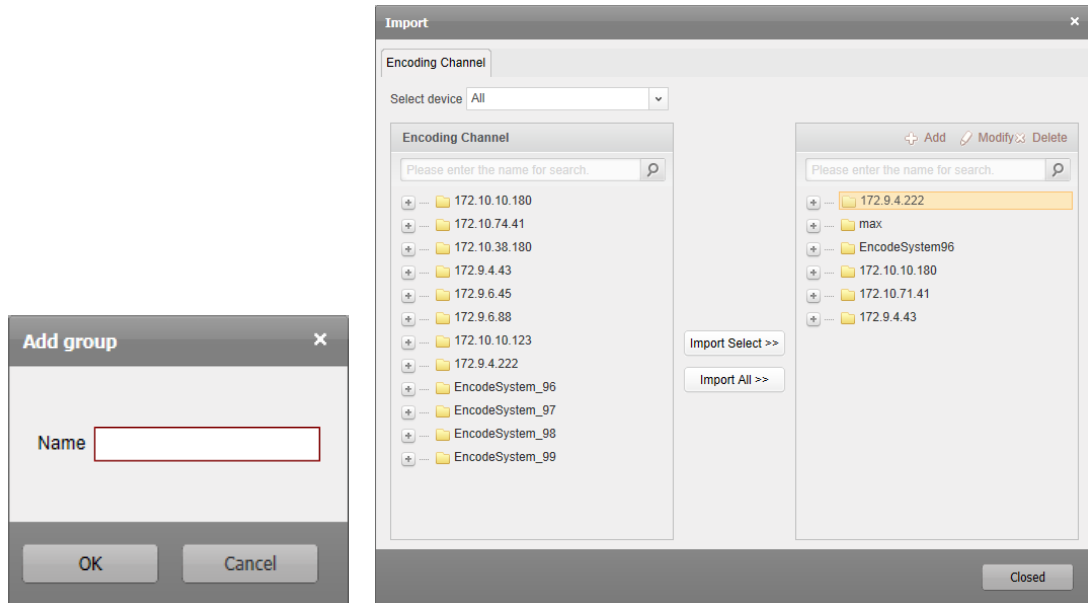 Add group
Name
OK
Cancel
Import
Encoding Channel
Select device All
Encoding Channel
Please enter the name for search.
172.10.10.180
172.10.74.41
172.10.38.180
172.9.4.43
172.9.6.45
172.9.6.88
172.10.10.123
172.9.4.222
EncodeSystem_96
EncodeSystem_97
EncodeSystem_98
EncodeSystem_99
Import Select >>
Import All >>
Add Modify Delete
Please enter the name for search.
172.9.4.222
max
EncodeSystem96
172.10.10.180
172.10.71.41
172.9.4.43
Closed